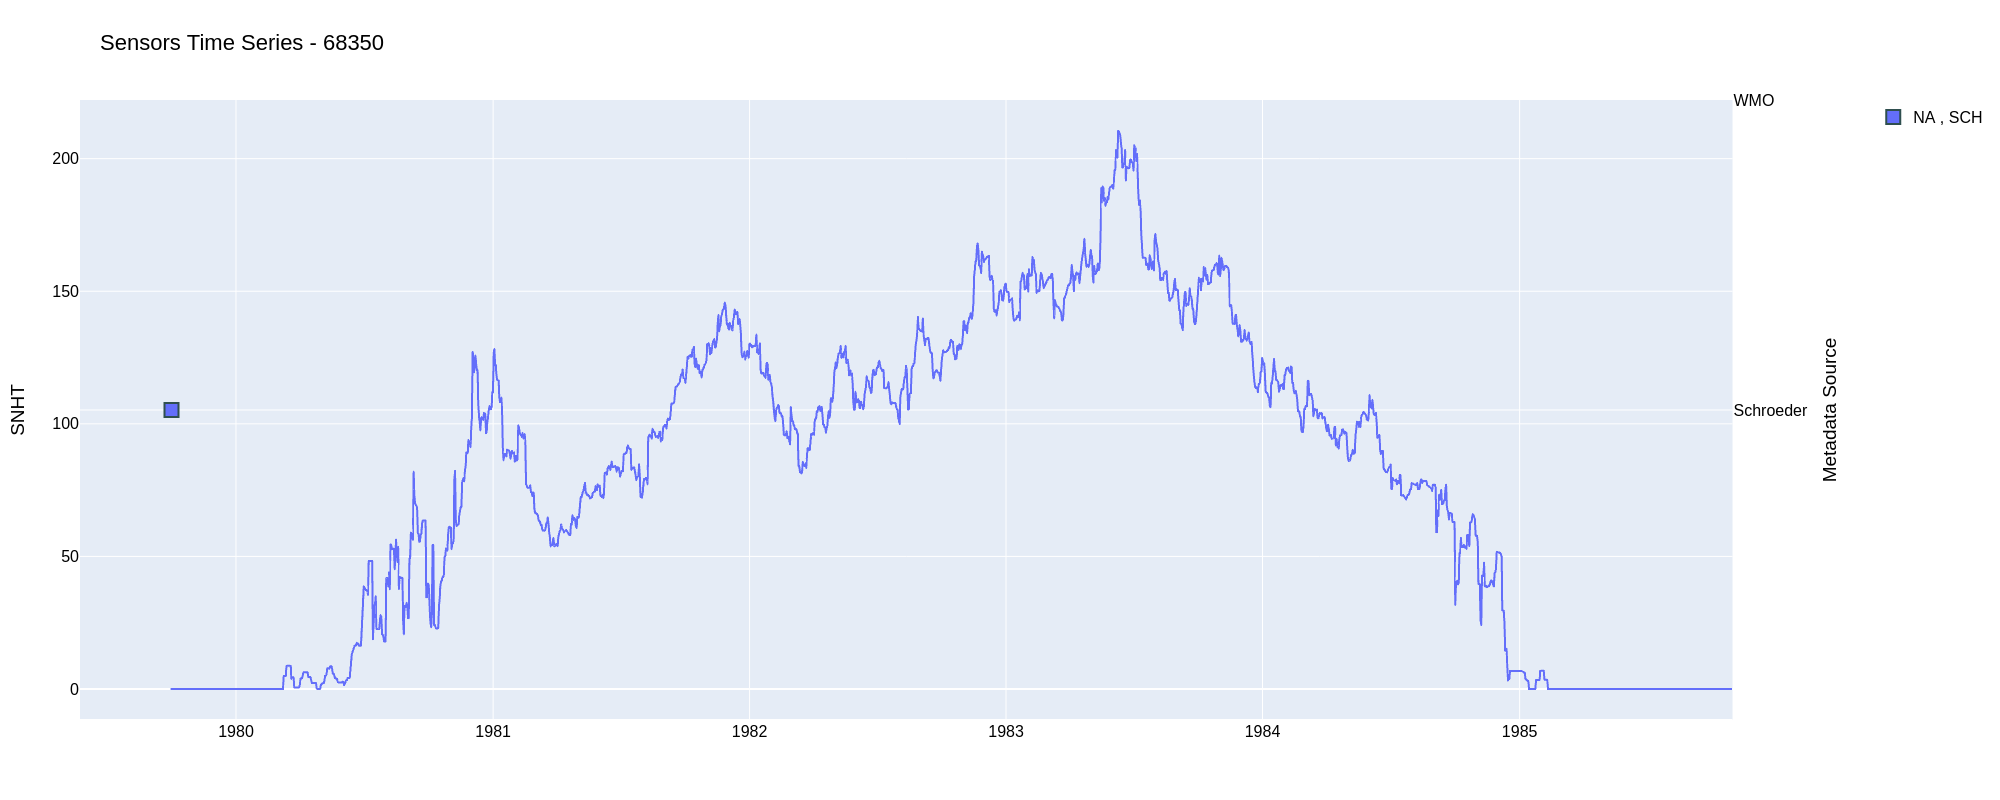 Sensors Time Series - 68350
WMO
NA , SCH
200
150
100
50
0
SNHT
Schroeder
Metadata Source
1980
1981
1982
1983
1984
1985